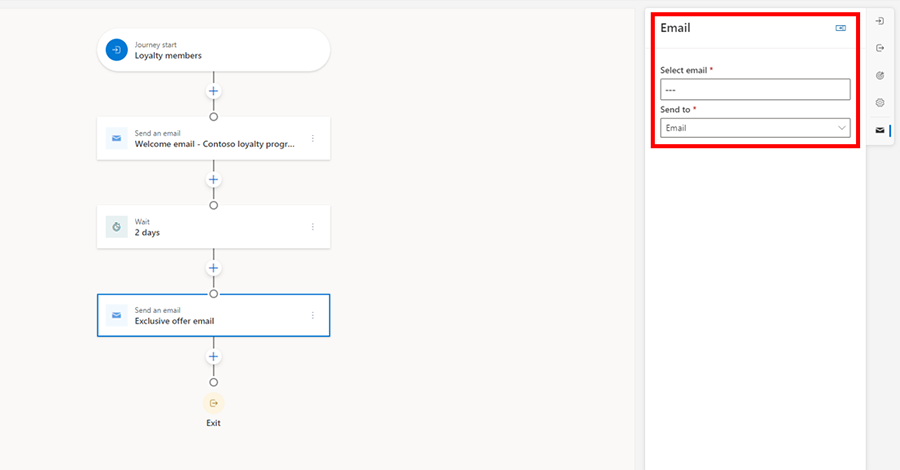 Journey start
Loyalty members
Send an email
Welcome email - Contoso loyalty progr...
Wait
2 days
Send an email
Exclusive offer email
Exit
Email
Select email *
---
Send to *
Email